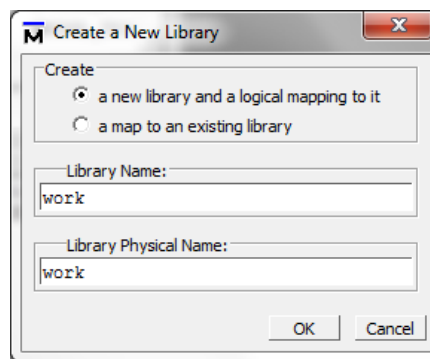 Create a New Library
Create
a new library and a logical mapping to it
a map to an existing library
Library Name:
work
Library Physical Name:
work
OK Cancel